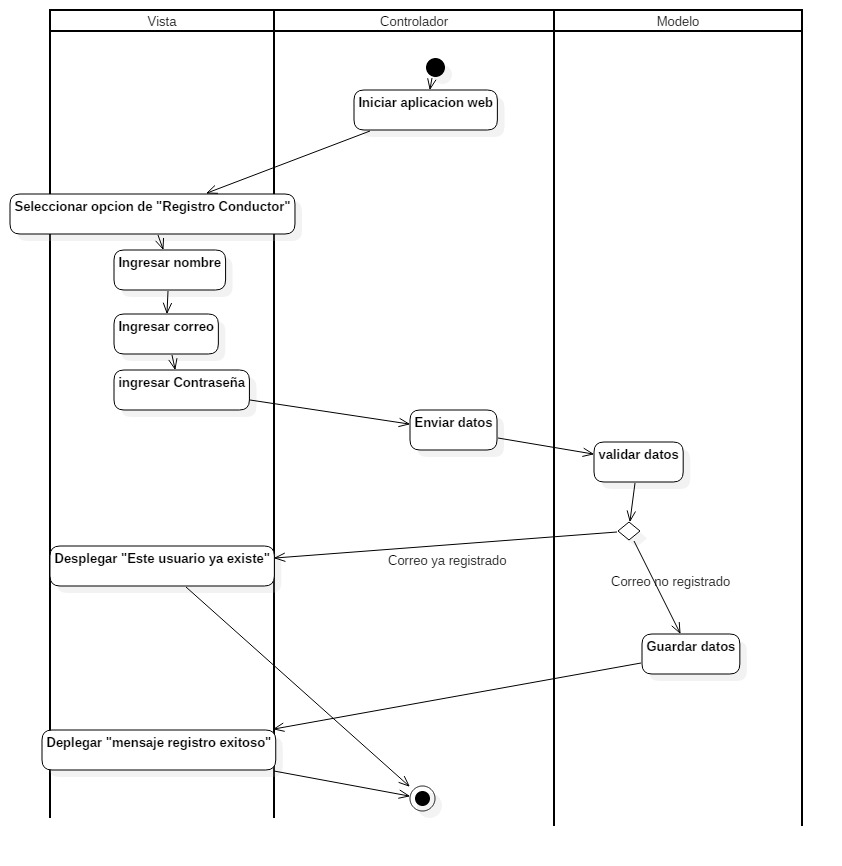 Vista
Controlador
Modelo
Iniciar aplicacion web
Seleccionar opcion de "Registro Conductor"
Ingresar nombre
Ingresar correo
ingresar Contraseña
Enviar datos
validar datos
Desplegar "Este usuario ya existe"
Correo ya registrado
Correo no registrado
Guardar datos
Deplegar "mensaje registro exitoso"